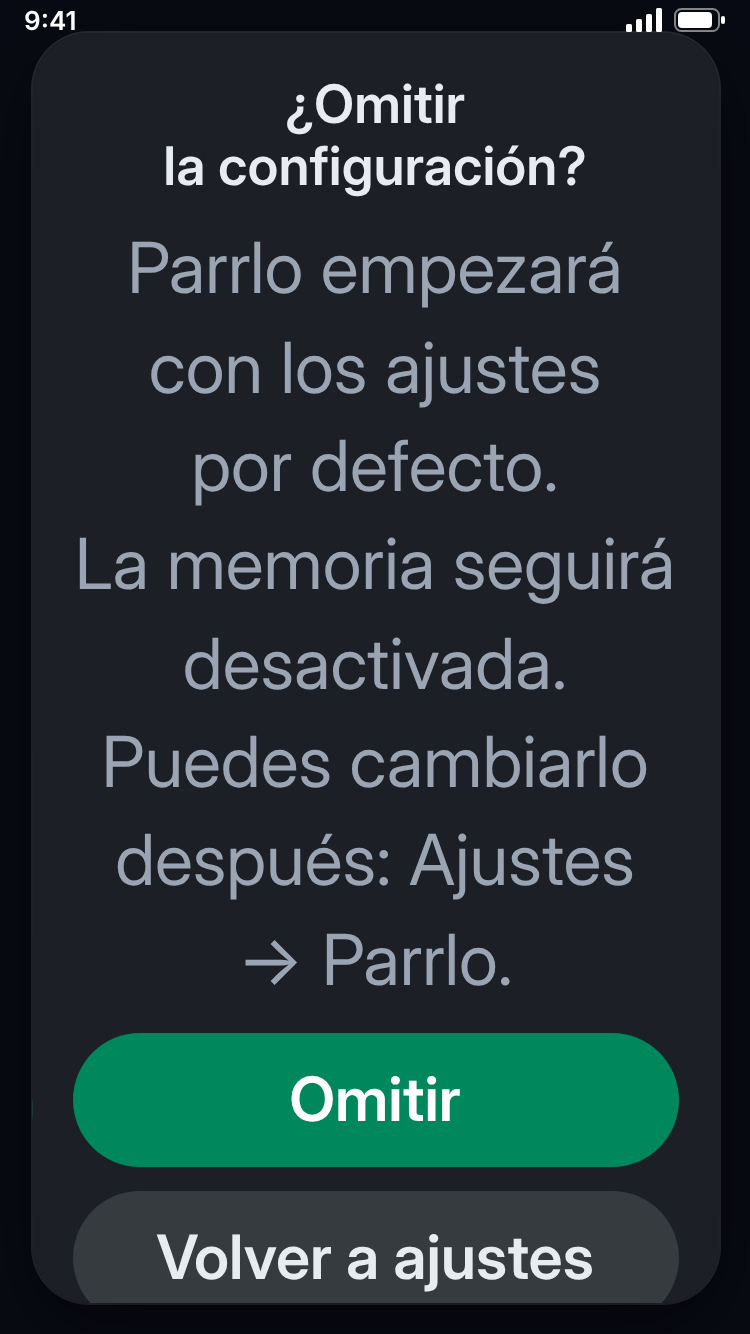 9:41
¿Omitir
la configuración?
Parrlo empezará
con los ajustes
por defecto.
La memoria seguirá
desactivada.
Puedes cambiarlo
después: Ajustes
→ Parrlo.
Omitir
Volver a ajustes